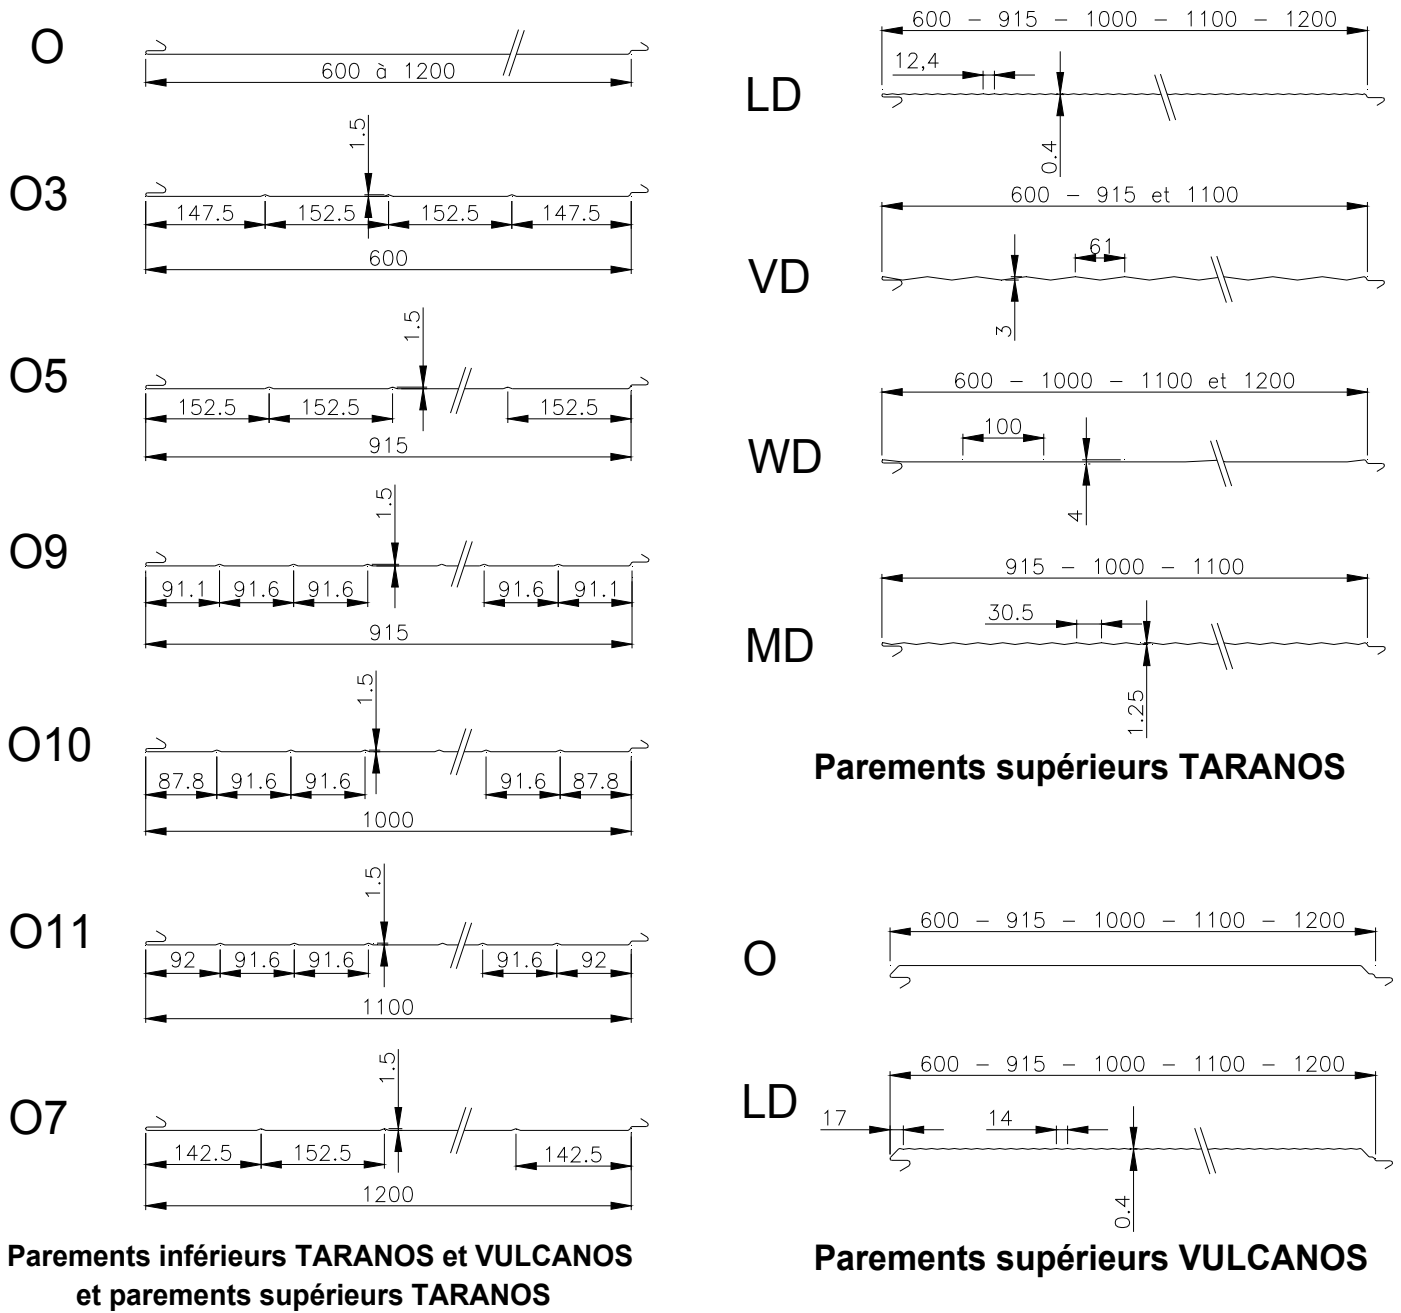 O
600 à 1200
O3
1.5
147.5 152.5 152.5 147.5
600
O5
1.5
152.5 152.5 152.5
915
O9
1.5
91.1 91.6 91.6 91.6 91.1
915
O10
1.5
87.8 91.6 91.6 91.6 87.8
1000
O11
1.5
92 91.6 91.6 91.6 92
1100
O7
1.5
142.5 152.5 142.5
1200
Parements inférieurs TARANOS et VULCANOS
et parements supérieurs TARANOS
600 - 915 - 1000 - 1100 - 1200
12,4
LD
0.4
600 - 915 et 1100
61
VD
3
600 - 1000 - 1100 et 1200
100
WD
4
915 - 1000 - 1100
30.5
MD
1.25
Parements supérieurs TARANOS
600 - 915 - 1000 - 1100 - 1200
O
600 - 915 - 1000 - 1100 - 1200
LD
17 14
0.4
Parements supérieurs VULCANOS